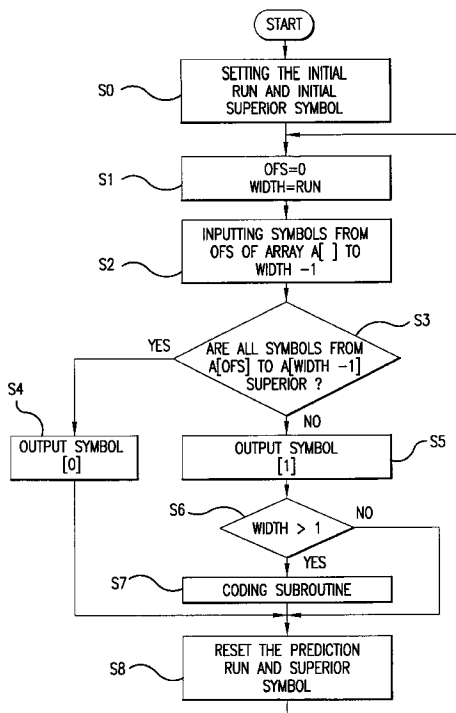 START
S0
SETTING THE INITIAL
RUN AND INITIAL
SUPERIOR SYMBOL
S1
OFS=0
WIDTH=RUN
S2
INPUTTING SYMBOLS FROM
OFS OF ARRAY A[ ] TO
WIDTH -1
S3
YES
ARE ALL SYMBOLS FROM
A[OFS] TO A[WIDTH -1]
SUPERIOR ?
NO
S4
OUTPUT SYMBOL
[0]
S5
OUTPUT SYMBOL
[1]
S6
WIDTH > 1
NO
YES
S7
CODING SUBROUTINE
S8
RESET THE PREDICTION
RUN AND SUPERIOR
SYMBOL